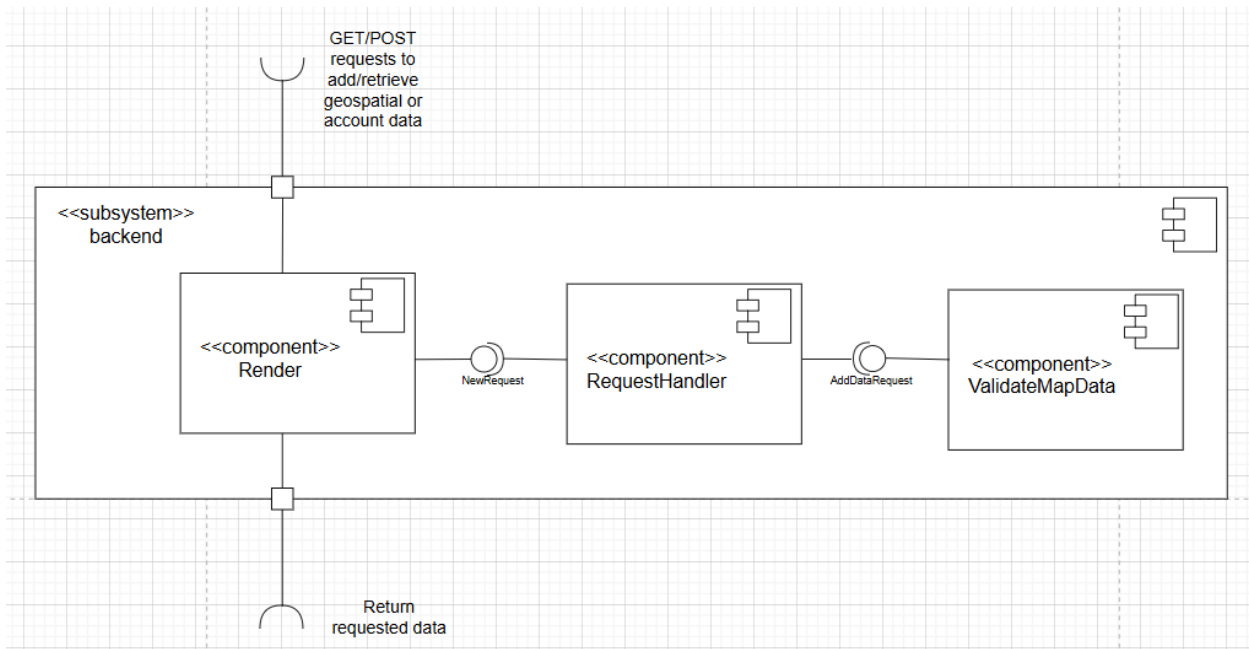 GET/POST
requests to
add/retrieve
geospatial or
account data
<<subsystem>>
backend
<<component>>
Render
NewRequest
<<component>>
RequestHandler
AddDataRequest
<<component>>
ValidateMapData
Return
requested data